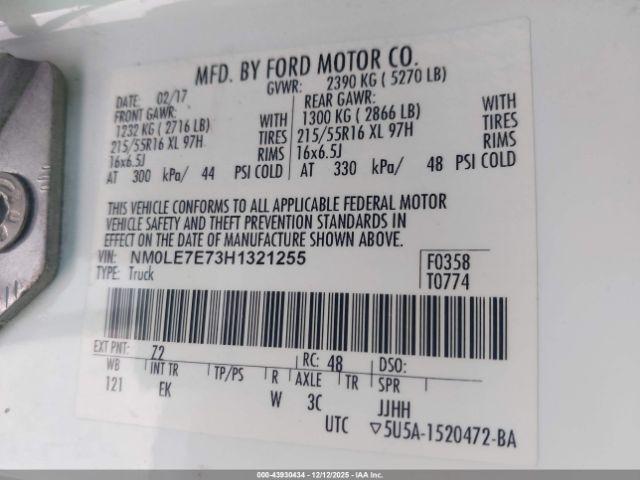 MFD. BY FORD MOTOR CO.
DATE: 02/17 GVWR: 2390 KG ( 5270 LB)
FRONT GAWR: WITH REAR GAWR: WITH
1232 KG ( 2716 LB) TIRES 1300 KG ( 2866 LB) TIRES
215/55R16 XL 97H RIMS 215/55R16 XL 97H RIMS
16x6.5J 16x6.5J
AT 300 kPa/ 44 PSI COLD AT 330 kPa/ 48 PSI COLD
THIS VEHICLE CONFORMS TO ALL APPLICABLE FEDERAL MOTOR
VEHICLE SAFETY AND THEFT PREVENTION STANDARDS IN
EFFECT ON THE DATE OF MANUFACTURE SHOWN ABOVE.
VIN: NM0LE7E73H1321255 F0358
TYPE: Truck T0774
EXT PNT: Z2 RC: 48 DSO:
WB INT TR TP/PS R AXLE TR SPR
121 EK W 3C JJHH
UTC ▽5U5A-1520472-BA
000-43930434 - 12/12/2025 - IAAI.COM